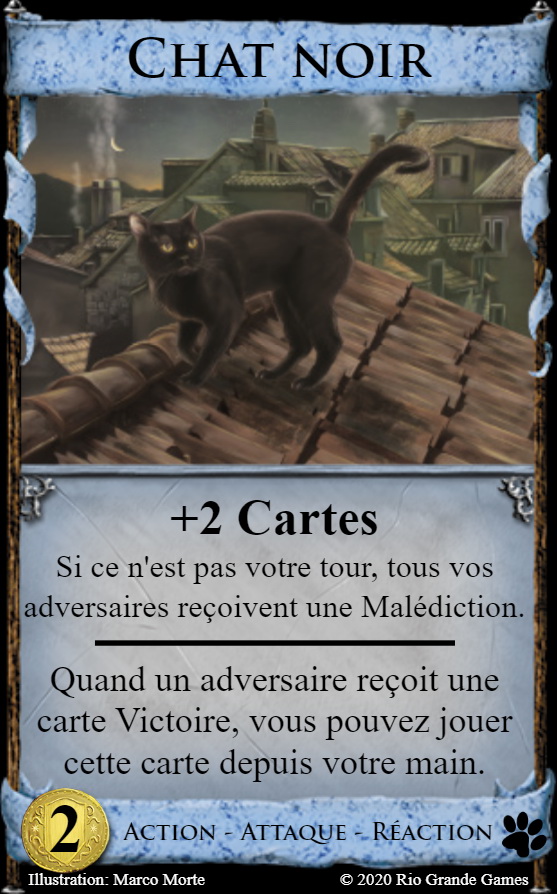 Chat noir
+2 Cartes
Si ce n'est pas votre tour, tous vos
adversaires reçoivent une Malédiction.
Quand un adversaire reçoit une
carte Victoire, vous pouvez jouer
cette carte depuis votre main.
2 Action - Attaque - Réaction
Illustration: Marco Morte © 2020 Rio Grande Games